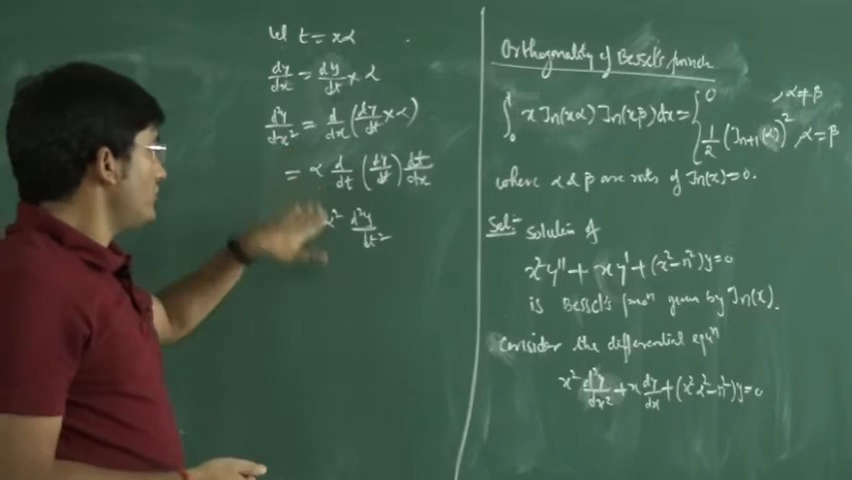 let t = xα
dy/dx = dy/dt × α
d²y/dx² = d/dx (dy/dt × α)
= α d/dt (dy/dt) dt/dx
α² d²y/dt²
Orthogonality of Bessel's
∫₀¹ x Jn(xα) Jn(xβ) dx = { 0 , α≠β
1/2 (Jn+1(α))² , α=β
where α & β are roots of Jn(x)=0.
Sol:- Solution of
x²y'' + xy' + (x²-n²)y=0
is Bessel's funⁿ given by Jn(x).
Consider the differential equⁿ
x² d²y/dx² + x dy/dx + (x²α²-n²)y=0